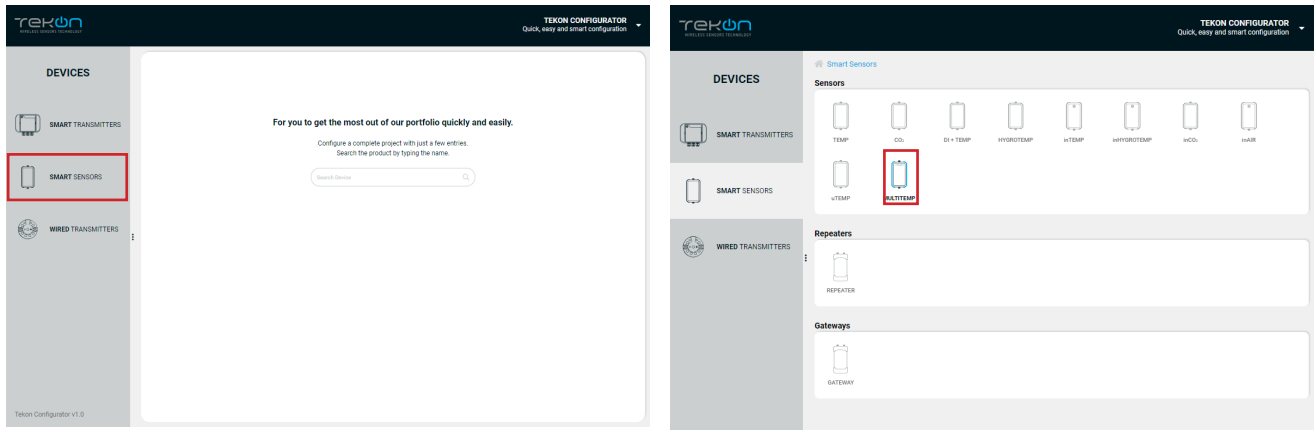 TEKON
WIRELESS SENSORS TECHNOLOGY
TEKON CONFIGURATOR
Quick, easy and smart configuration
DEVICES
SMART TRANSMITTERS
SMART SENSORS
WIRED TRANSMITTERS
Tekon Configurator v1.0
For you to get the most out of our portfolio quickly and easily.
Configure a complete project with just a few entries.
Search the product by typing the name.
Search Device
TEKON
WIRELESS SENSORS TECHNOLOGY
TEKON CONFIGURATOR
Quick, easy and smart configuration
DEVICES
SMART TRANSMITTERS
SMART SENSORS
WIRED TRANSMITTERS
Smart Sensors
Sensors
TEMP CO₂ DI + TEMP HYGROTEMP inTEMP inHYGROTEMP inCO₂ inAIR
uTEMP MULTITEMP
Repeaters
REPEATER
Gateways
GATEWAY